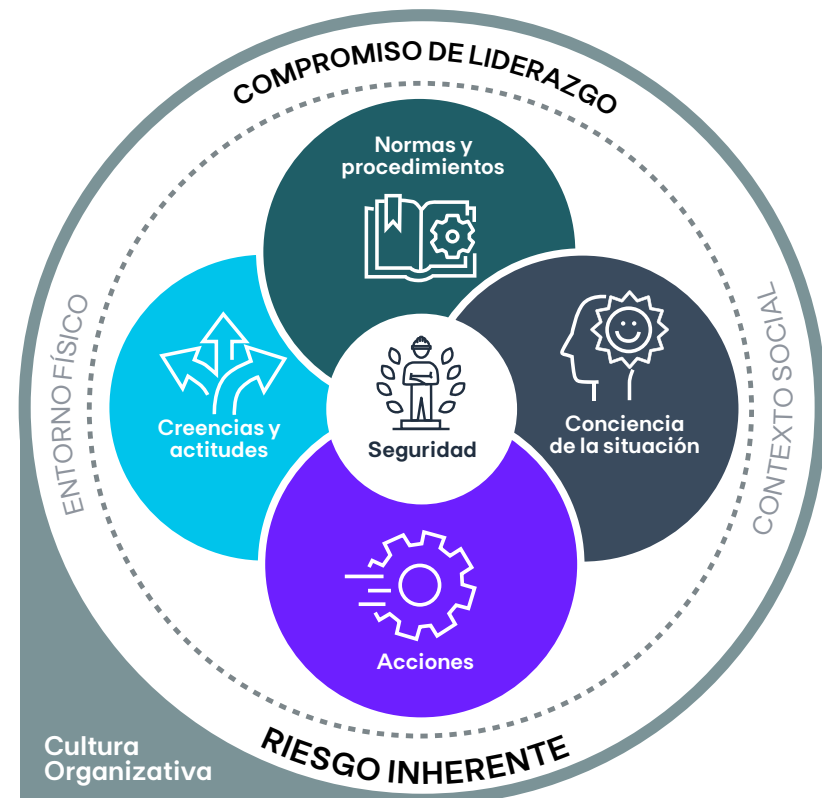 COMPROMISO DE LIDERAZGO
Normas y
procedimientos
ENTORNO FÍSICO
CONTEXTO SOCIAL
Creencias y
actitudes
Seguridad
Conciencia
de la situación
Acciones
RIESGO INHERENTE
Cultura
Organizativa